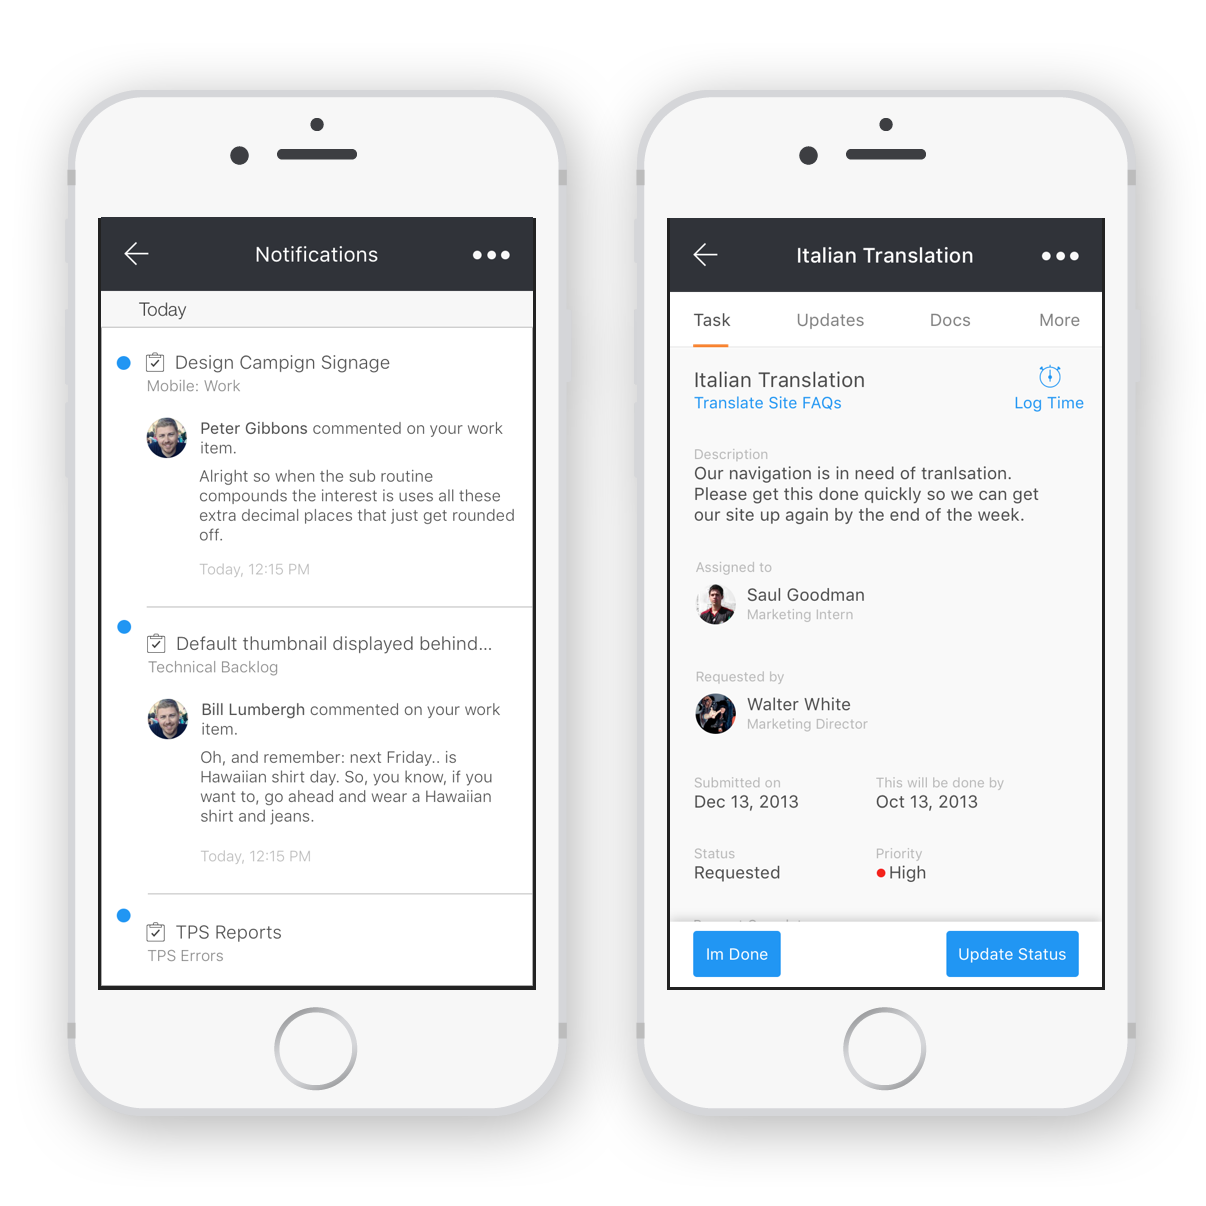 Notifications
Today
Design Campign Signage
Mobile: Work
Peter Gibbons commented on your work
item.
Alright so when the sub routine
compounds the interest is uses all these
extra decimal places that just get rounded
off.
Today, 12:15 PM
Default thumbnail displayed behind...
Technical Backlog
Bill Lumbergh commented on your work
item.
Oh, and remember: next Friday.. is
Hawaiian shirt day. So, you know, if you
want to, go ahead and wear a Hawaiian
shirt and jeans.
Today, 12:15 PM
TPS Reports
TPS Errors
Italian Translation
Task Updates Docs More
Italian Translation
Translate Site FAQs
Log Time
Description
Our navigation is in need of tranlsation.
Please get this done quickly so we can get
our site up again by the end of the week.
Assigned to
Saul Goodman
Marketing Intern
Requested by
Walter White
Marketing Director
Submitted on This will be done by
Dec 13, 2013 Oct 13, 2013
Status Priority
Requested High
Im Done Update Status